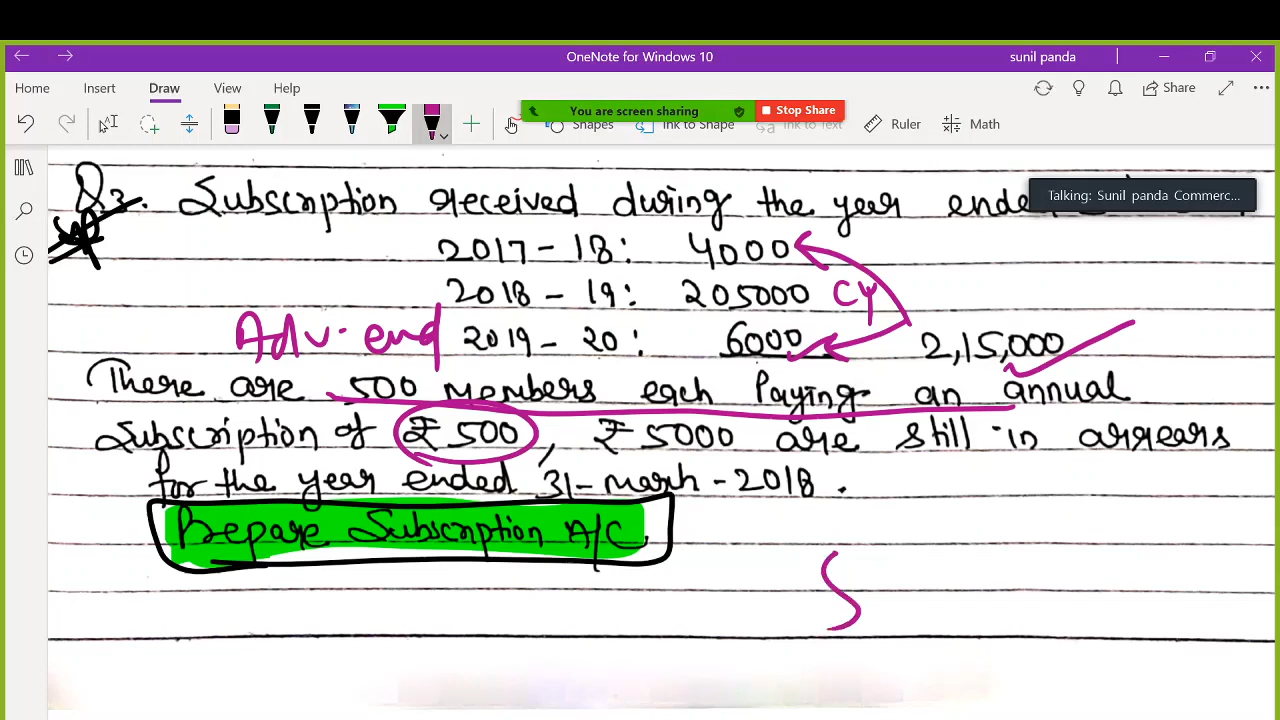 OneNote for Windows 10
sunil panda
Home Insert Draw View Help
Share
You are screen sharing
Stop Share
Shapes Ink to Shape Ink to Text Ruler Math
Talking: Sunil panda Commerc...
Q.3. Subscription received during the year ended
2017-18: 4000
2018-19: 205000 CY
Adv. end 2019-20: 6000 2,15,000
There are 500 members each Paying an annual
Subscription of ₹500, ₹5000 are still in arrears
for the year ended 31-march-2018.
Prepare Subscription A/C
S